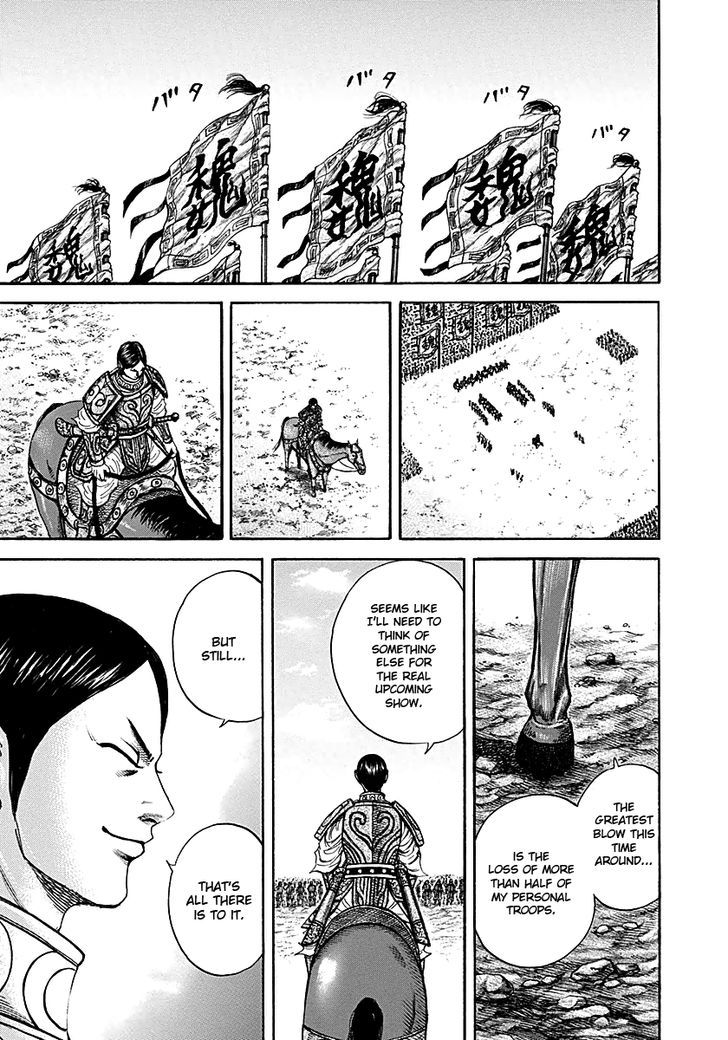 バタ
バタ
バタ
バタ
魏
魏
魏
魏
魏
THE
GREATEST
BLOW THIS
TIME
AROUND...
IS THE
LOSS OF MORE
THAN HALF OF
MY PERSONAL
TROOPS.
SEEMS LIKE
I'LL NEED TO
THINK OF
SOMETHING
ELSE FOR
THE REAL
UPCOMING
SHOW.
BUT
STILL...
THAT'S
ALL THERE
IS TO IT.